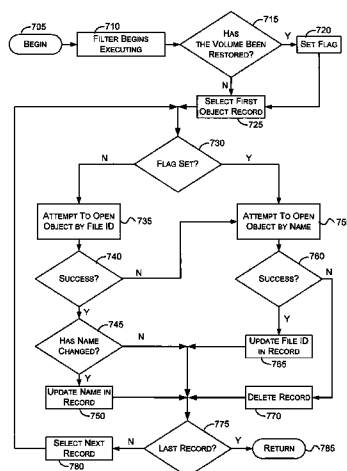 705
BEGIN
710
FILTER BEGINS
EXECUTING
715
HAS
THE VOLUME BEEN
RESTORED?
Y
N
720
SET FLAG
SELECT FIRST
OBJECT RECORD
725
730
FLAG SET?
N
Y
ATTEMPT TO OPEN
OBJECT BY FILE ID
735
ATTEMPT TO OPEN
OBJECT BY NAME
740
SUCCESS?
N
Y
760
SUCCESS?
N
Y
745
HAS NAME
CHANGED?
N
Y
UPDATE FILE ID
IN RECORD
765
UPDATE NAME IN
RECORD
750
DELETE RECORD
770
775
LAST RECORD?
N
Y
SELECT NEXT
RECORD
780
RETURN
785